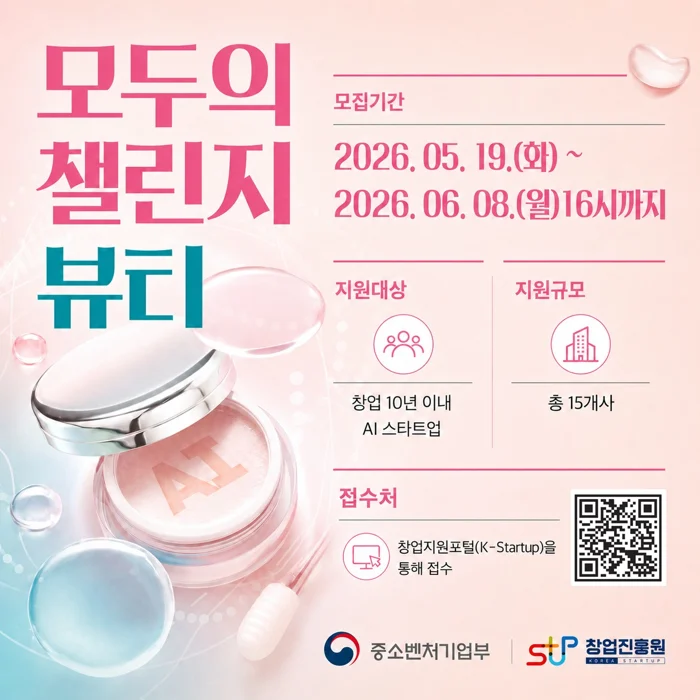 모두의
챌린지
뷰티
모집기간
2026. 05. 19.(화) ~
2026. 06. 08.(월)16시까지
지원대상
창업 10년 이내
AI 스타트업
지원규모
총 15개사
AI
접수처
창업지원포털(K-Startup)을
통해 접수
중소벤처기업부
StUP 창업진흥원
KOREA STARTUP